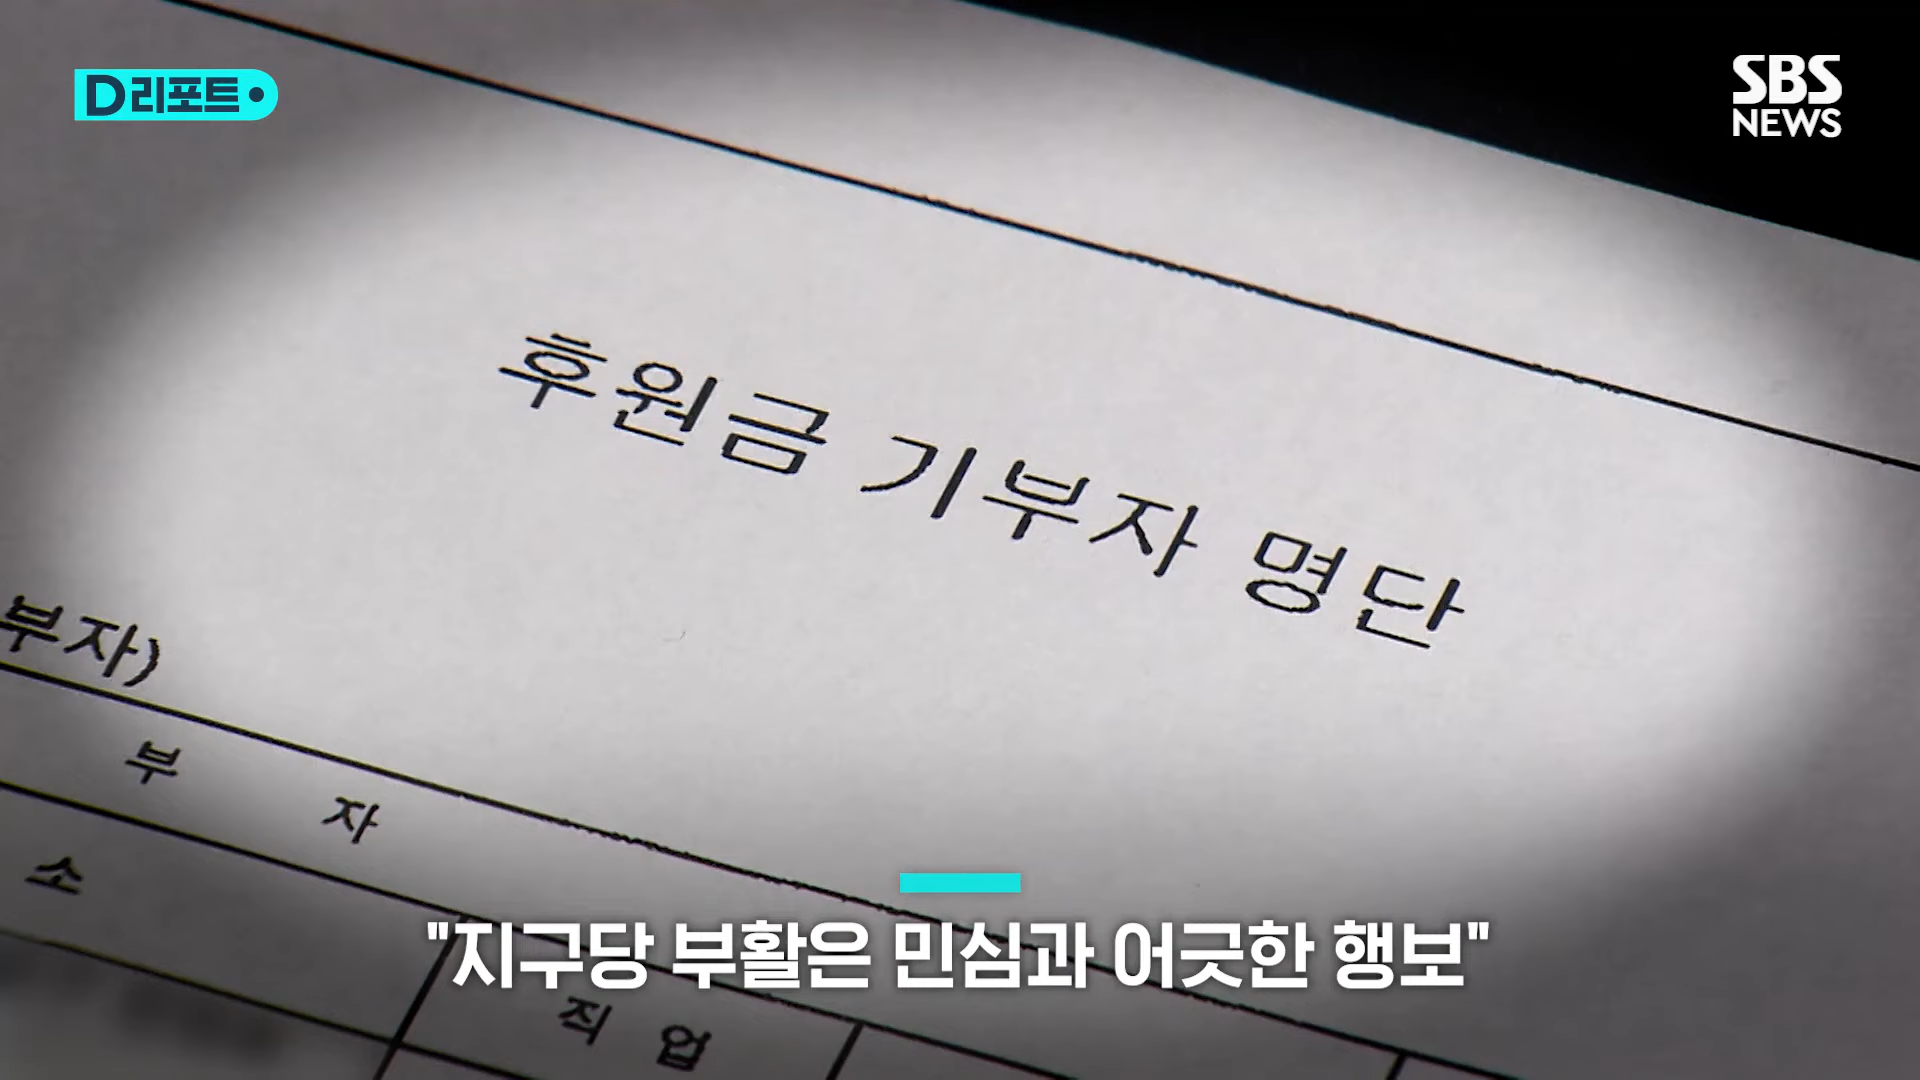 D리포트
SBS
NEWS
후원금 기부자 명단
부자)
부 자
소
직 업
"지구당 부활은 민심과 어긋한 행보"